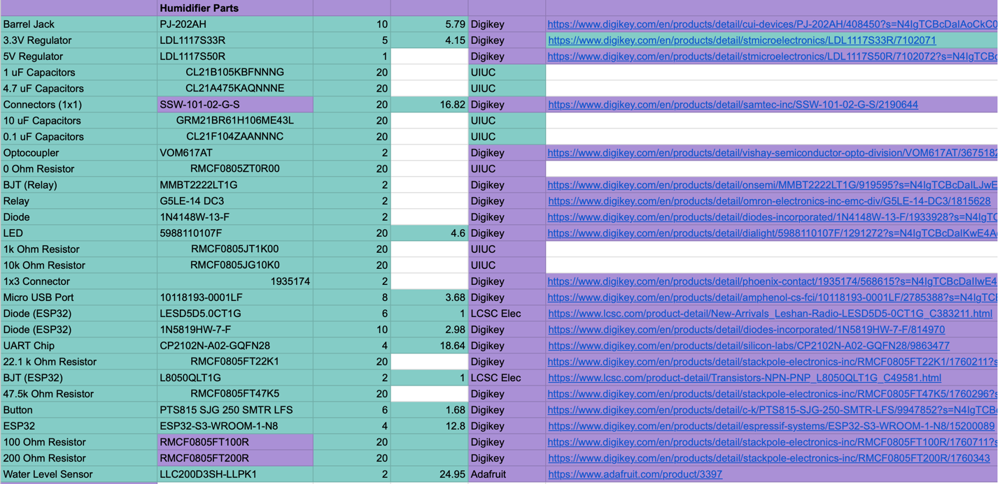 Humidifier Parts
Barrel Jack PJ-202AH 10 5.79 Digikey https://www.digikey.com/en/products/detail/cui-devices/PJ-202AH/408450?s=N4IgTCBcDaIAoCkC0
3.3V Regulator LDL1117S33R 5 4.15 Digikey https://www.digikey.com/en/products/detail/stmicroelectronics/LDL1117S33R/7102071
5V Regulator LDL1117S50R 1 Digikey https://www.digikey.com/en/products/detail/stmicroelectronics/LDL1117S50R/7102072?s=N4IgTCBc
1 uF Capacitors CL21B105KBFNNNG 20 UIUC
4.7 uF Capacitors CL21A475KAQNNNE 20 UIUC
Connectors (1x1) SSW-101-02-G-S 20 16.82 Digikey https://www.digikey.com/en/products/detail/samtec-inc/SSW-101-02-G-S/2190644
10 uF Capacitors GRM21BR61H106ME43L 20 UIUC
0.1 uF Capacitors CL21F104ZAANNNC 20 UIUC
Optocoupler VOM617AT 2 Digikey https://www.digikey.com/en/products/detail/vishay-semiconductor-opto-division/VOM617AT/3675182
0 Ohm Resistor RMCF0805ZT0R00 20 UIUC
BJT (Relay) MMBT2222LT1G 2 Digikey https://www.digikey.com/en/products/detail/onsemi/MMBT2222LT1G/919595?s=N4IgTCBcDaILJwE
Relay G5LE-14 DC3 2 Digikey https://www.digikey.com/en/products/detail/omron-electronics-inc-emc-div/G5LE-14-DC3/1815628
Diode 1N4148W-13-F 2 Digikey https://www.digikey.com/en/products/detail/diodes-incorporated/1N4148W-13-F/1933928?s=N4IgTC
LED 5988110107F 20 4.6 Digikey https://www.digikey.com/en/products/detail/dialight/5988110107F/1291272?s=N4IgTCBcDaIKwE4A
1k Ohm Resistor RMCF0805JT1K00 20 UIUC
10k Ohm Resistor RMCF0805JG10K0 20 UIUC
1x3 Connector 1935174 2 Digikey https://www.digikey.com/en/products/detail/phoenix-contact/1935174/568615?s=N4IgTCBcDaIIwE4
Micro USB Port 10118193-0001LF 8 3.68 Digikey https://www.digikey.com/en/products/detail/amphenol-cs-fci/10118193-0001LF/2785388?s=N4IgTCB
Diode (ESP32) LESD5D5.0CT1G 6 1 LCSC Elec https://www.lcsc.com/product-detail/New-Arrivals_Leshan-Radio-LESD5D5-0CT1G_C383211.html
Diode (ESP32) 1N5819HW-7-F 10 2.98 Digikey https://www.digikey.com/en/products/detail/diodes-incorporated/1N5819HW-7-F/814970
UART Chip CP2102N-A02-GQFN28 4 18.64 Digikey https://www.digikey.com/en/products/detail/silicon-labs/CP2102N-A02-GQFN28/9863477
22.1 k Ohm Resistor RMCF0805FT22K1 20 Digikey https://www.digikey.com/en/products/detail/stackpole-electronics-inc/RMCF0805FT22K1/1760211?s
BJT (ESP32) L8050QLT1G 2 1 LCSC Elec https://www.lcsc.com/product-detail/Transistors-NPN-PNP_L8050QLT1G_C49581.html
47.5k Ohm Resistor RMCF0805FT47K5 20 Digikey https://www.digikey.com/en/products/detail/stackpole-electronics-inc/RMCF0805FT47K5/1760296?s
Button PTS815 SJG 250 SMTR LFS 6 1.68 Digikey https://www.digikey.com/en/products/detail/c-k/PTS815-SJG-250-SMTR-LFS/9947852?s=N4IgTCB
ESP32 ESP32-S3-WROOM-1-N8 4 12.8 Digikey https://www.digikey.com/en/products/detail/espressif-systems/ESP32-S3-WROOM-1-N8/15200089
100 Ohm Resistor RMCF0805FT100R 20 Digikey https://www.digikey.com/en/products/detail/stackpole-electronics-inc/RMCF0805FT100R/1760711?s
200 Ohm Resistor RMCF0805FT200R 20 Digikey https://www.digikey.com/en/products/detail/stackpole-electronics-inc/RMCF0805FT200R/1760343
Water Level Sensor LLC200D3SH-LLPK1 2 24.95 Adafruit https://www.adafruit.com/product/3397